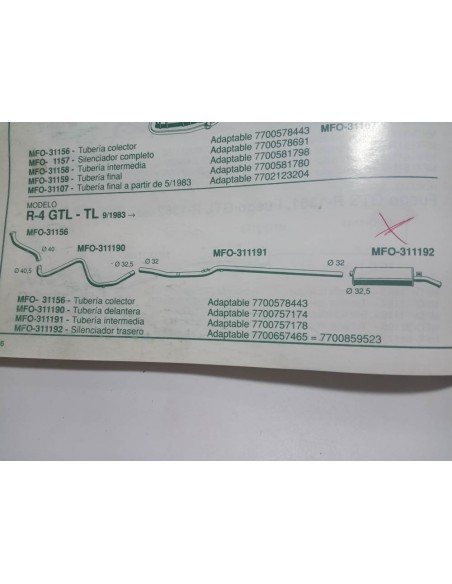 MFO-31156 - Tubería colector
MFO- 1157 - Silenciador completo
MFO-31158 - Tubería intermedia
MFO-31159 - Tubería final
MFO-31107 - Tubería final a partir de 5/1983
Adaptable 7700578443
Adaptable 7700578691
Adaptable 7700581798
Adaptable 7700581780
Adaptable 7702123204
MFO-31107
MODELO
R-4 GTL - TL 9/1983 →
MFO-31156
Ø 40
MFO-311190
Ø 40,5
Ø 32,5
Ø 32
MFO-311191
Ø 32
MFO-311192
Ø 32,5
MFO- 31156 - Tubería colector
MFO-311190 - Tubería delantera
MFO-311191 - Tubería intermedia
MFO-311192 - Silenciador trasero
Adaptable 7700578443
Adaptable 7700757174
Adaptable 7700757178
Adaptable 7700657465 = 7700859523